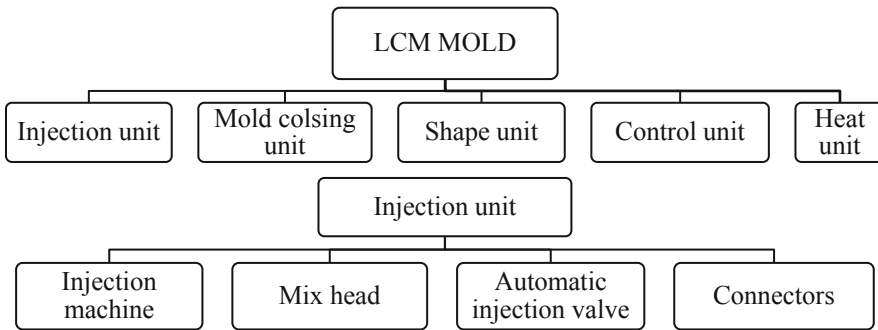 LCM MOLD
Injection unit
Mold colsing
unit
Shape unit
Control unit
Heat
unit
Injection unit
Injection
machine
Mix head
Automatic
injection valve
Connectors